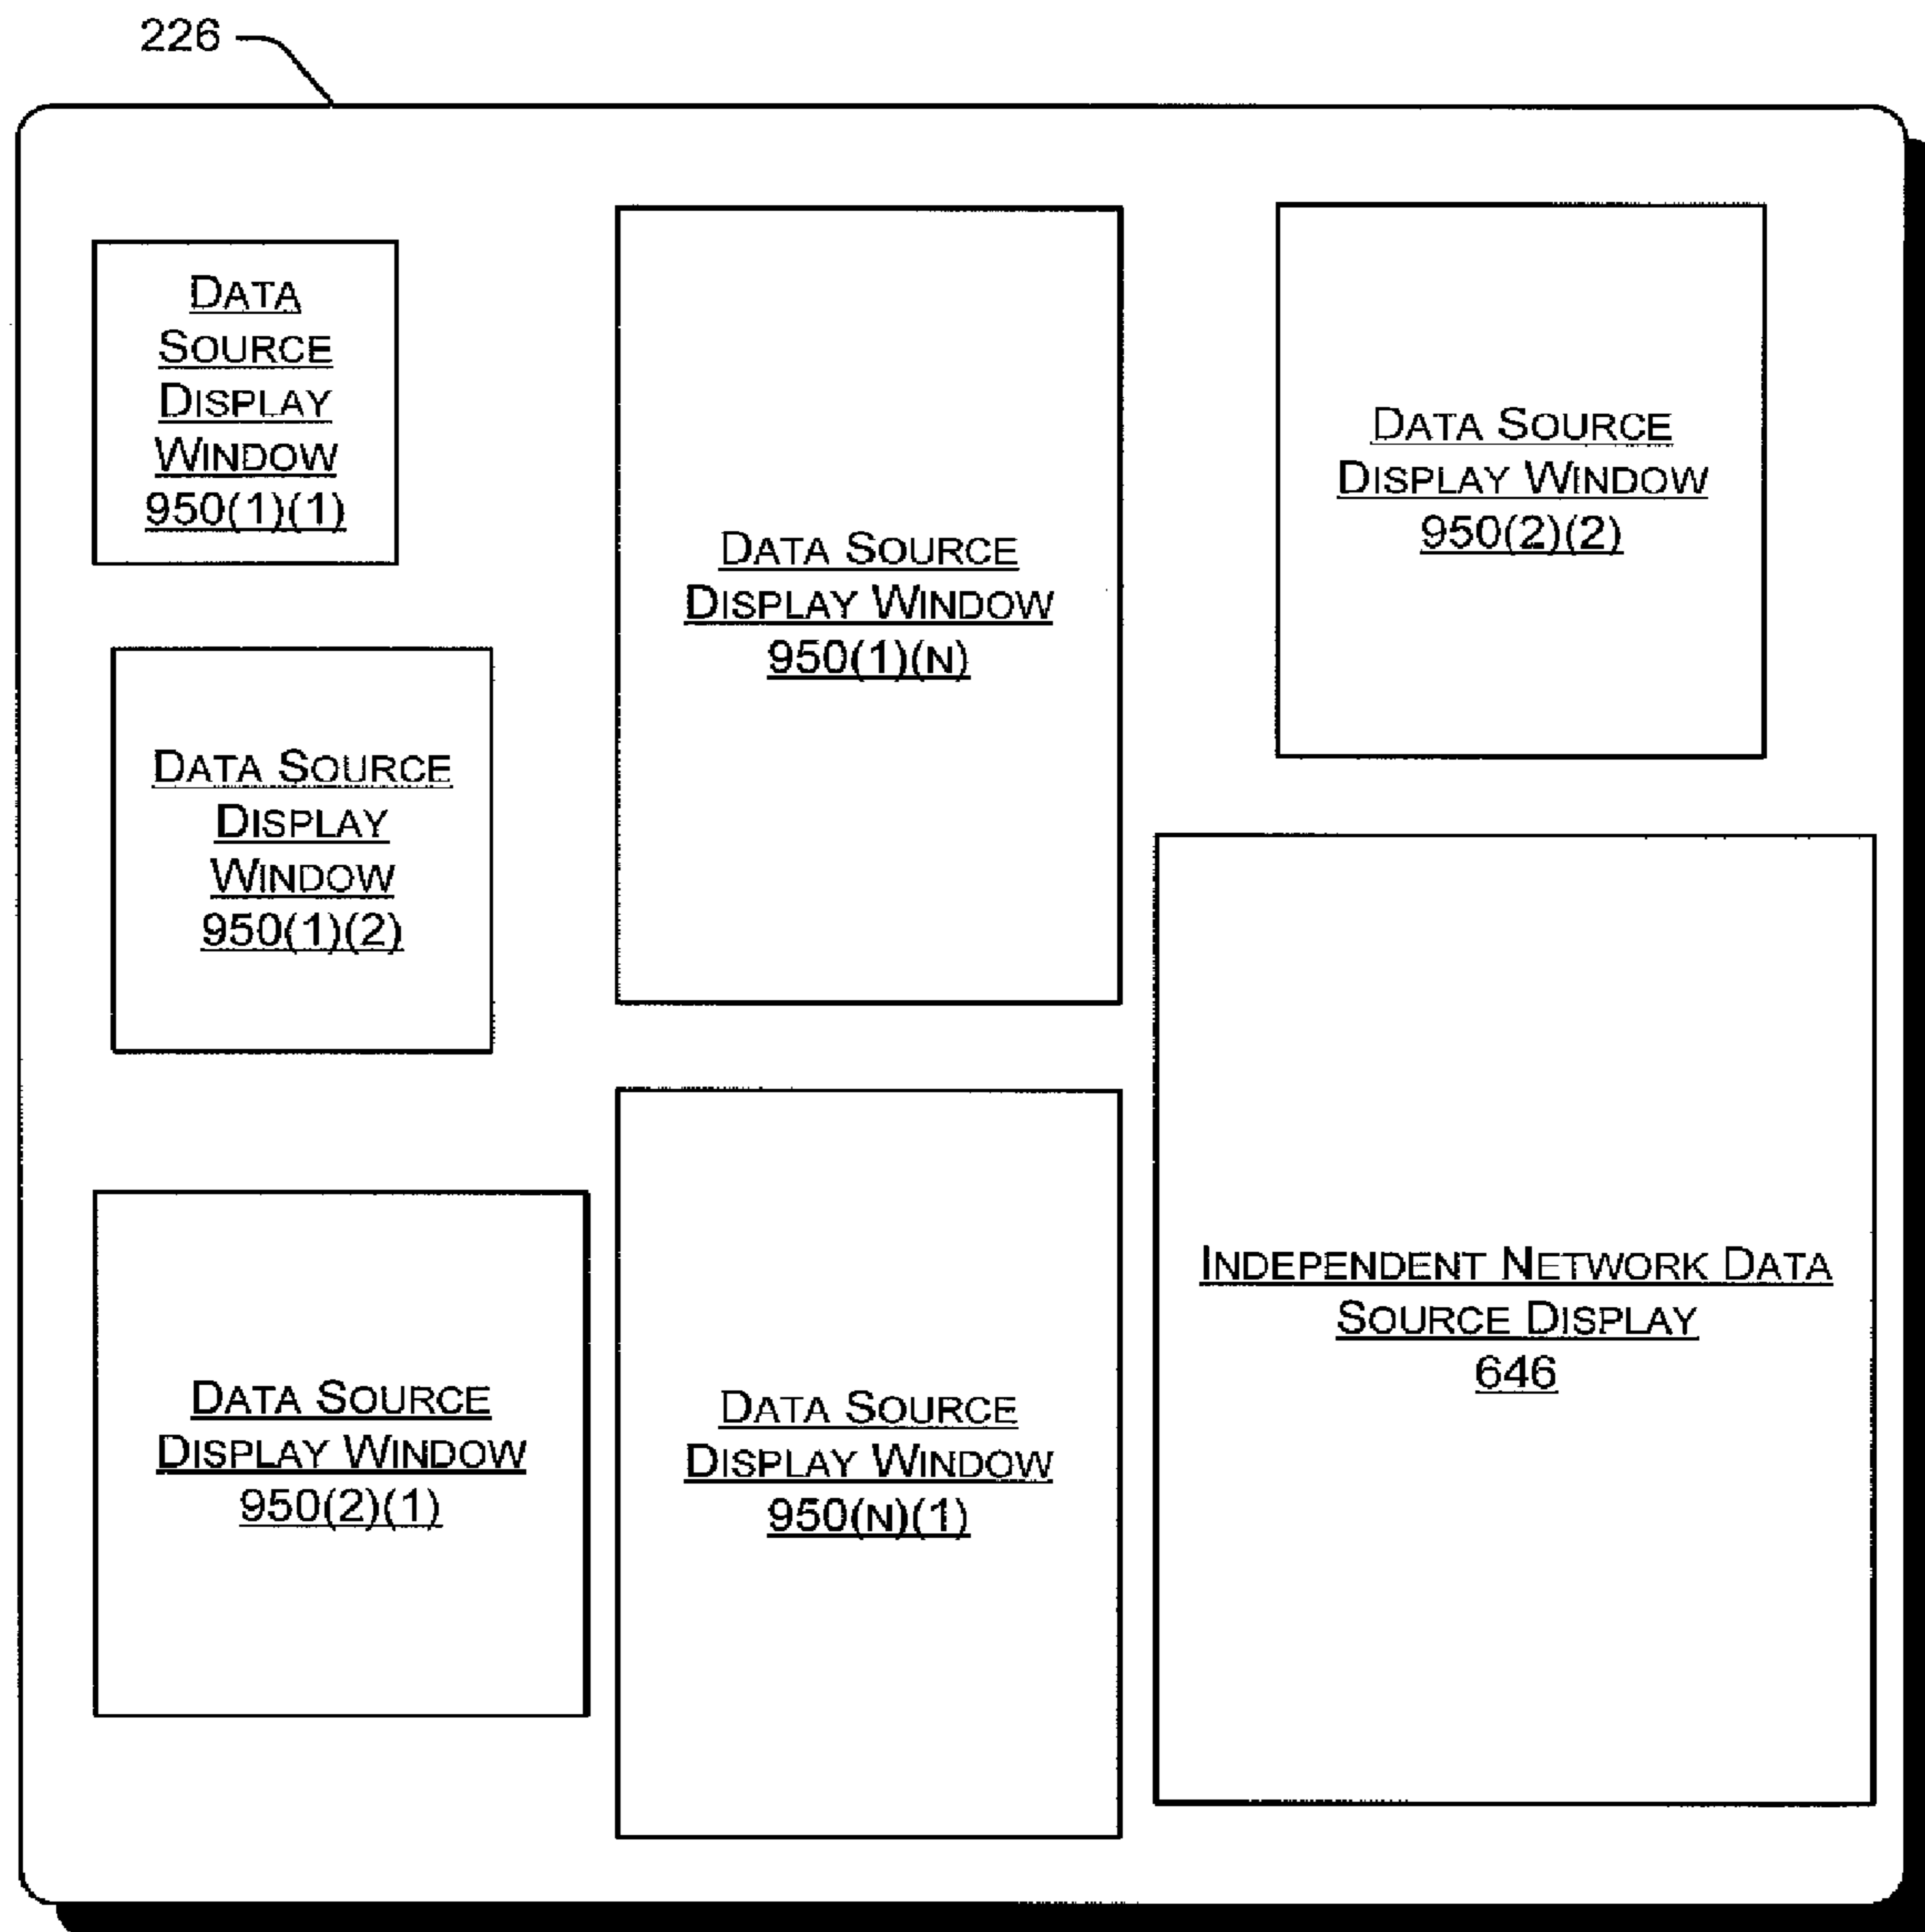 226
DATA
SOURCE
DISPLAY
WINDOW
950(1)(1)
DATA SOURCE
DISPLAY
WINDOW
950(1)(2)
DATA SOURCE
DISPLAY WINDOW
950(2)(1)
DATA SOURCE
DISPLAY WINDOW
950(1)(N)
DATA SOURCE
DISPLAY WINDOW
950(N)(1)
DATA SOURCE
DISPLAY WINDOW
950(2)(2)
INDEPENDENT NETWORK DATA
SOURCE DISPLAY
646